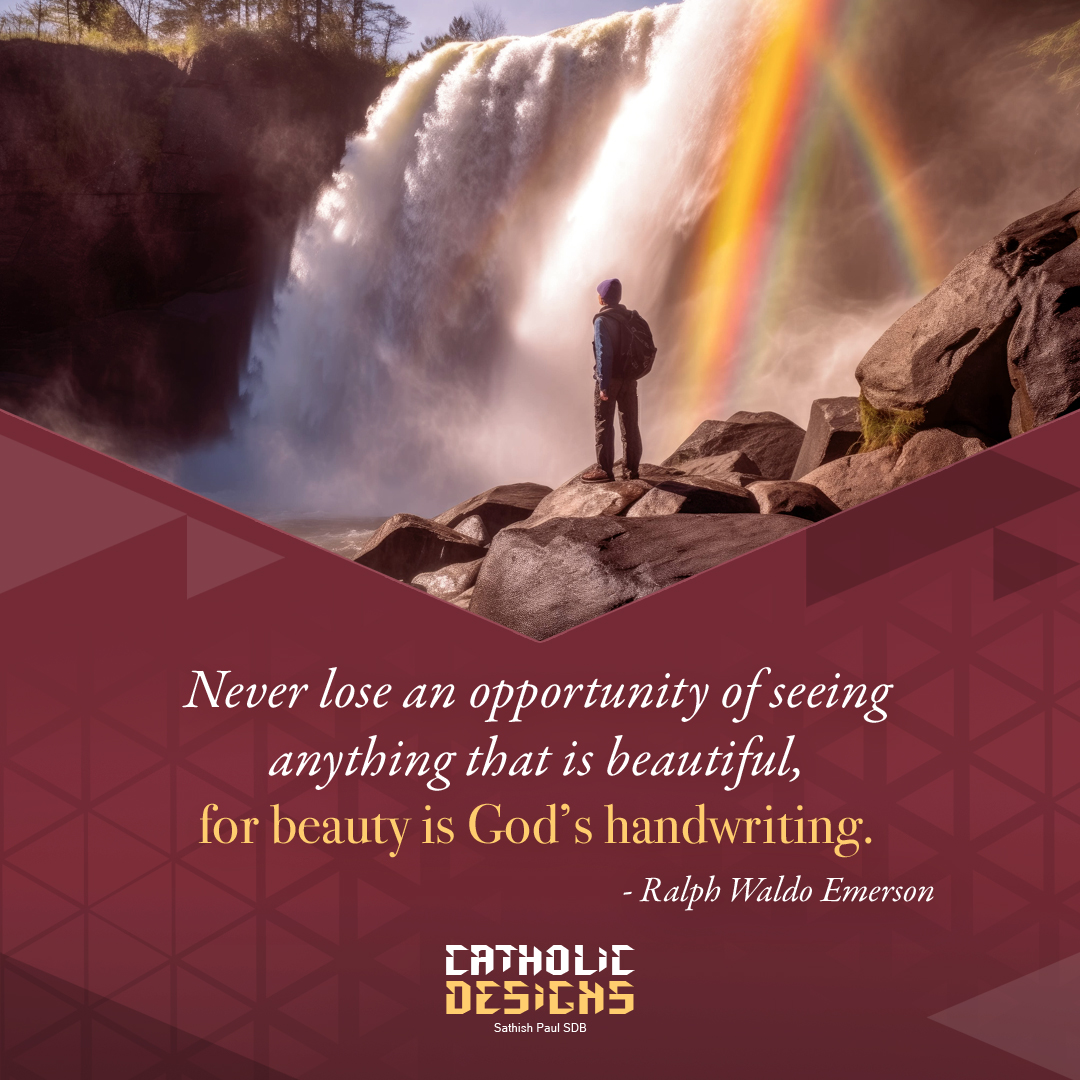 Never lose an opportunity of seeing
anything that is beautiful,
for beauty is God’s handwriting.
- Ralph Waldo Emerson
CATHOLIC
DESIGNS
Sathish Paul SDB